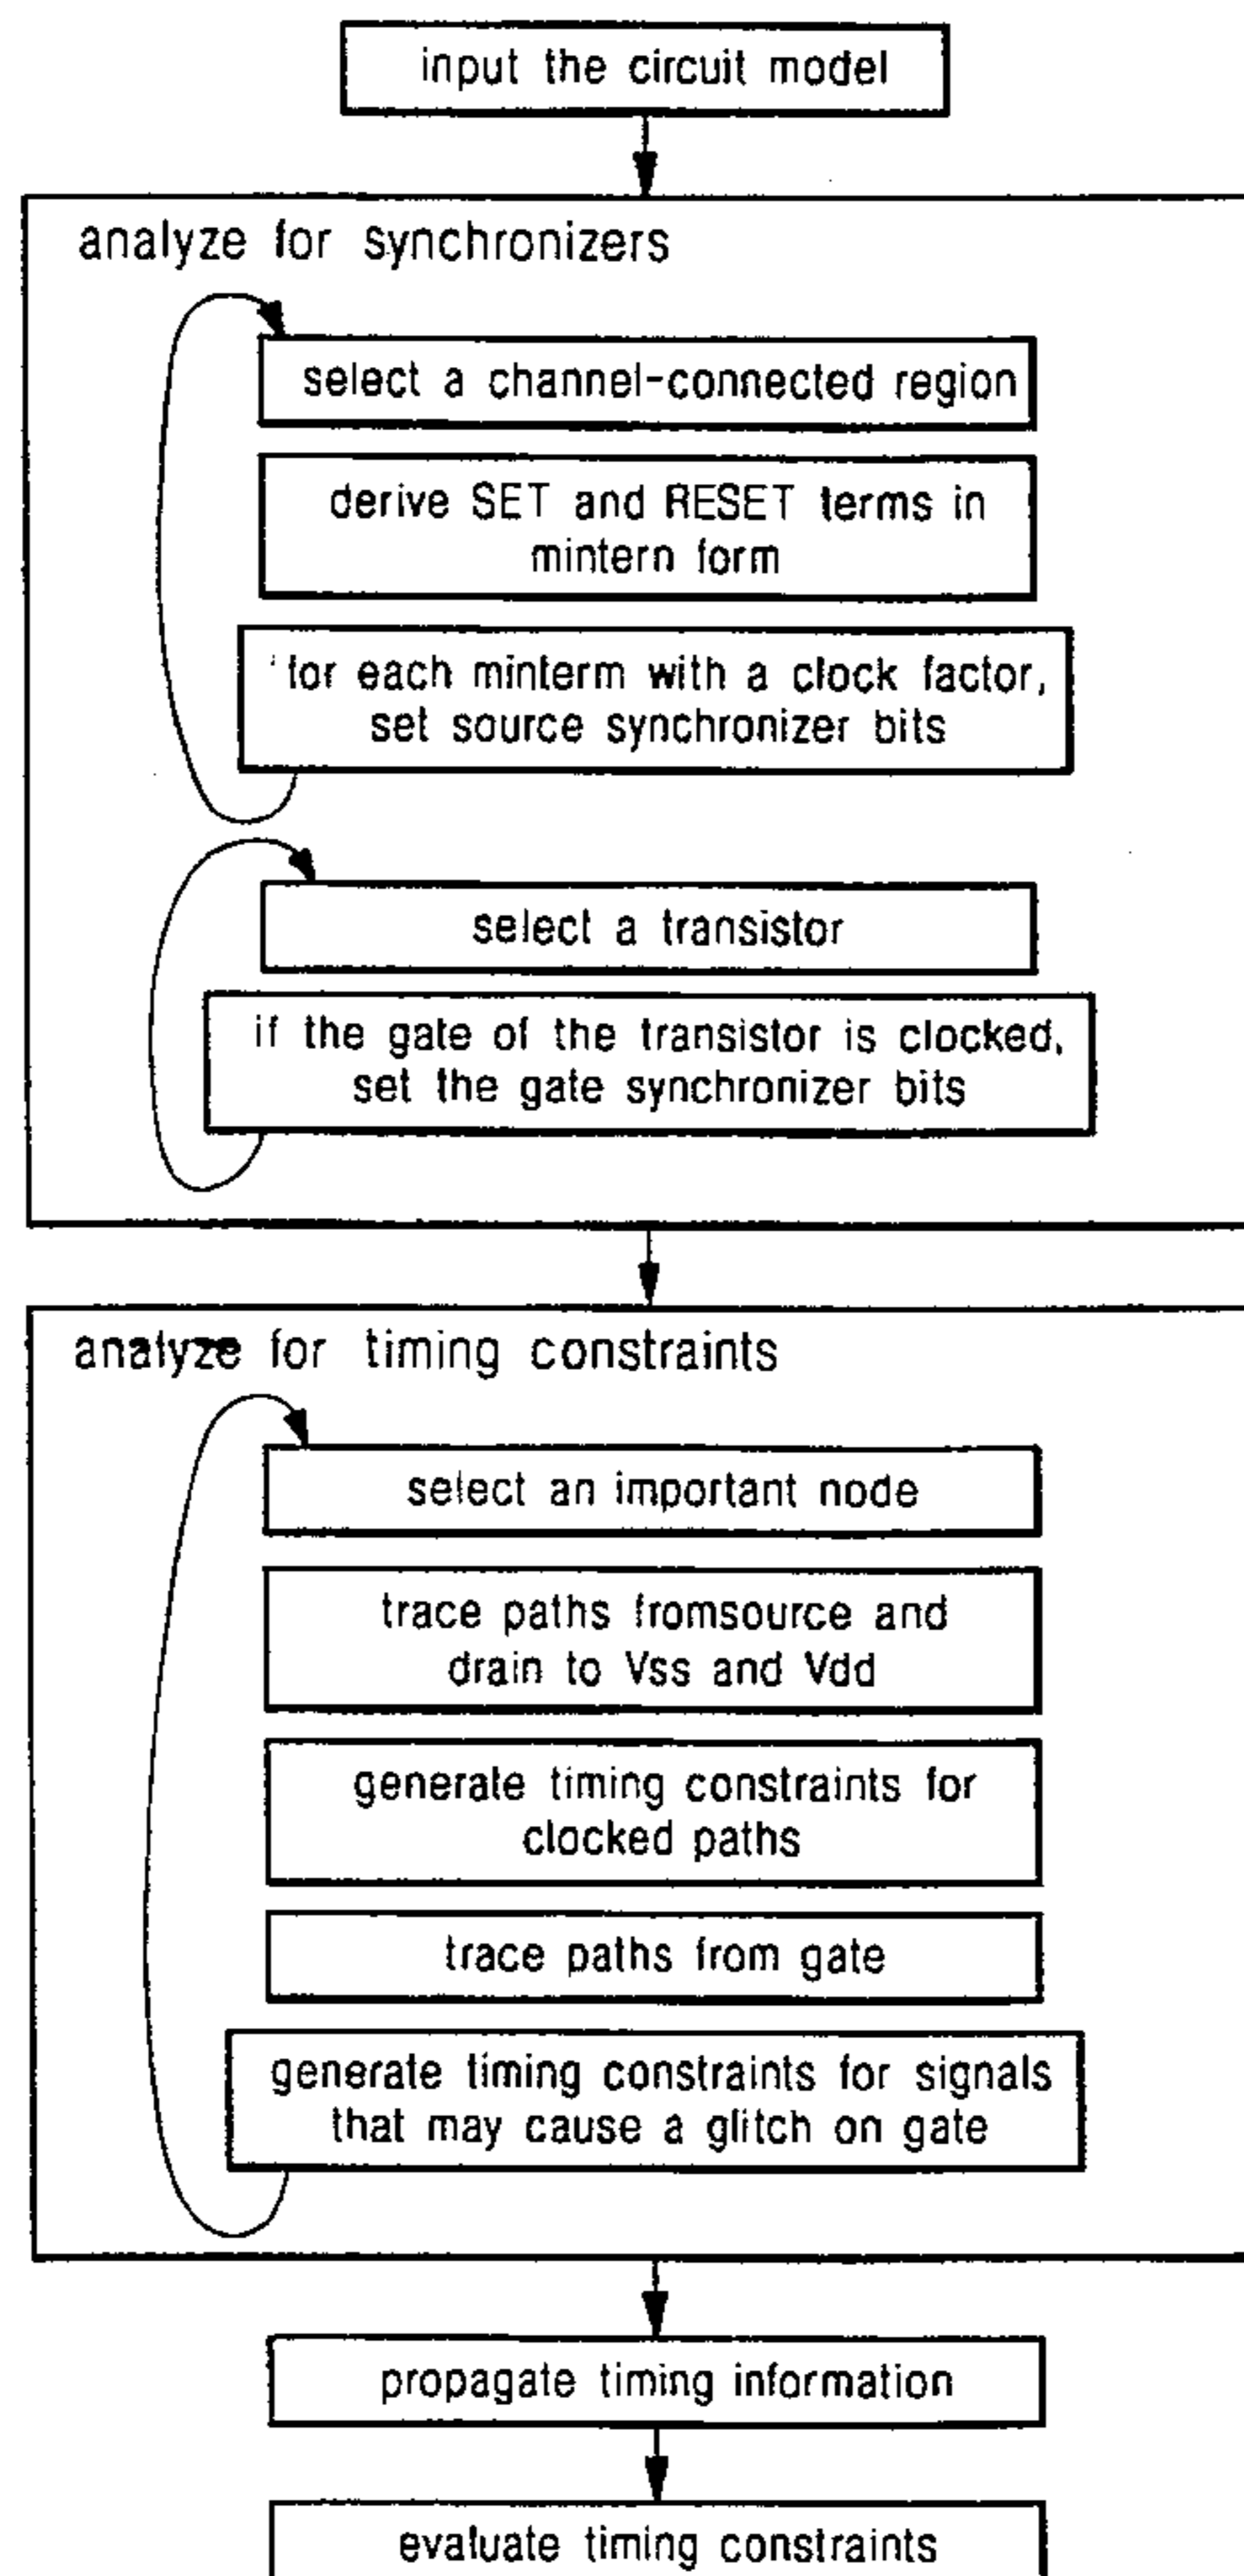 input the circuit model
analyze for synchronizers
select a channel-connected region
derive SET and RESET terms in
mintern form
for each minterm with a clock factor,
set source synchronizer bits
select a transistor
if the gate of the transistor is clocked,
set the gate synchronizer bits
analyze for timing constraints
select an important node
trace paths fromsource and
drain to Vss and Vdd
generate timing constraints for
clocked paths
trace paths from gate
generate timing constraints for signals
that may cause a glitch on gate
propagate timing information
evaluate timing constraints